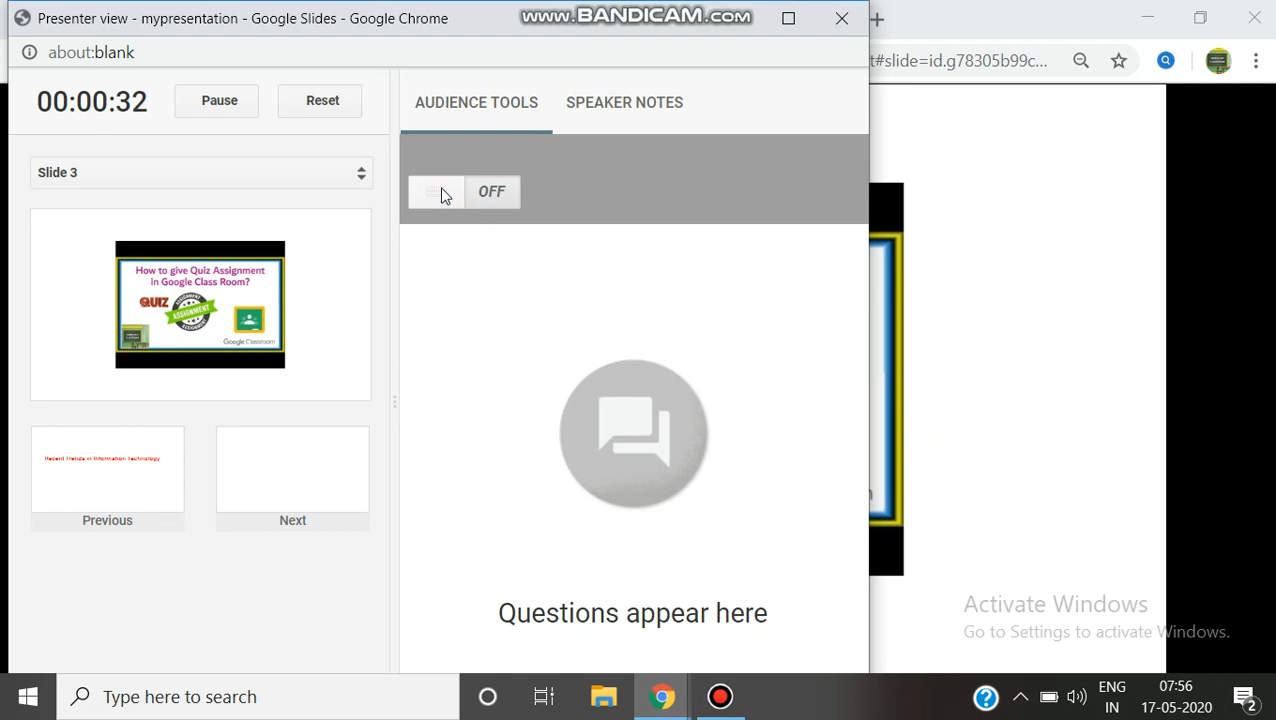 Presenter view - mypresentation - Google Slides - Google Chrome
www.BANDICAM.com
about:blank
t#slide=id.g78305b99c...
00:00:32
Pause
Reset
AUDIENCE TOOLS
SPEAKER NOTES
Slide 3
OFF
How to give Quiz Assignment
in Google Class Room?
QUIZ
ASSIGNMENT
Google Classroom
Recent Trends in Information Technology
Previous
Next
Questions appear here
Activate Windows
Go to Settings to activate Windows.
Type here to search
ENG
IN
07:56
17-05-2020
2